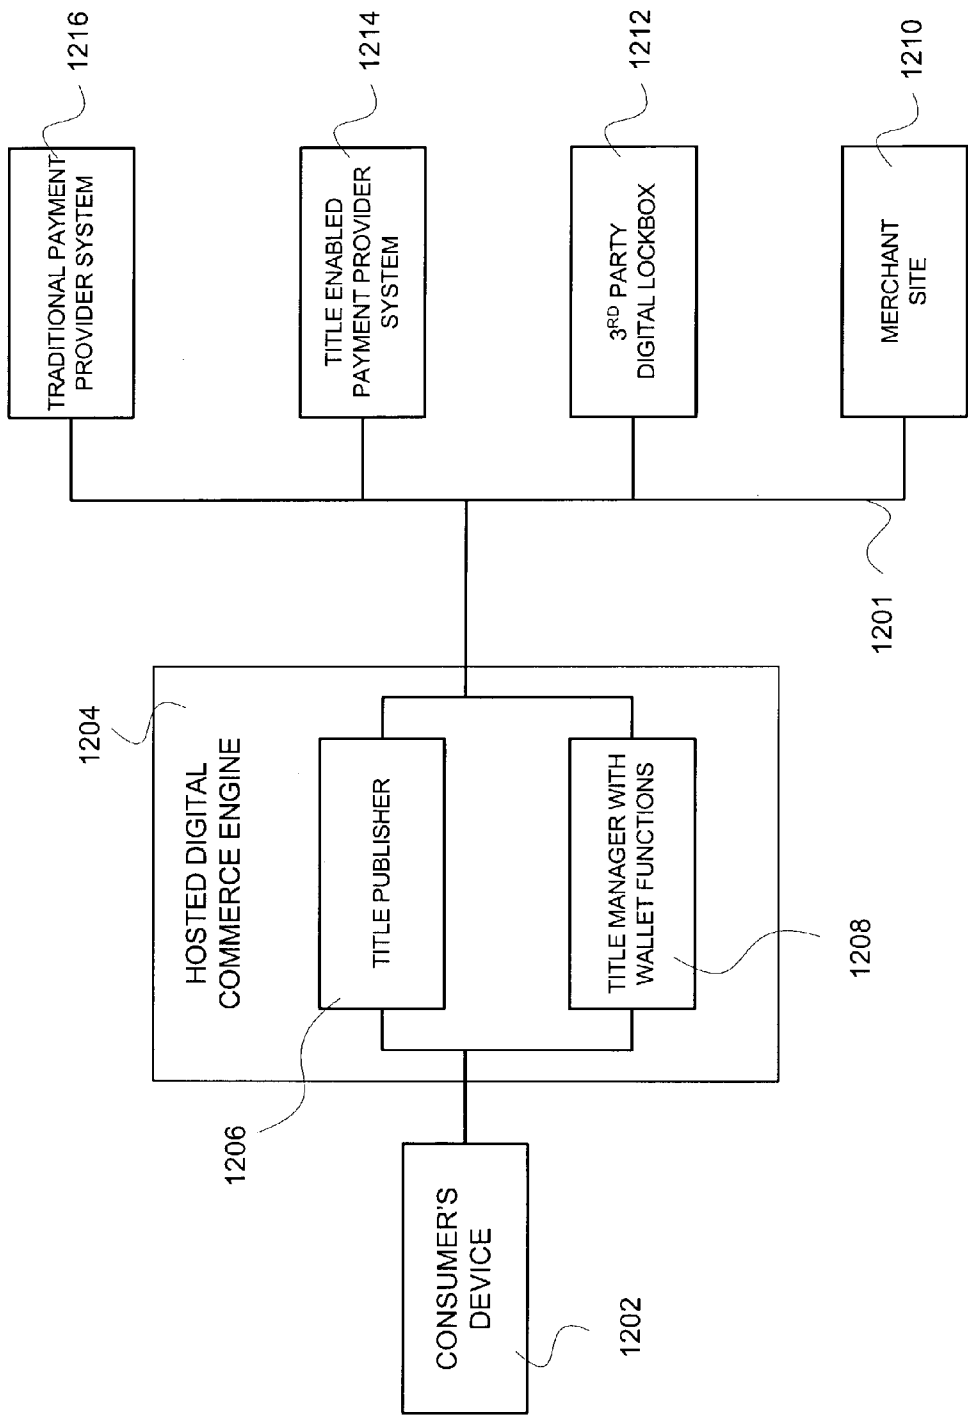 HOSTED DIGITAL
COMMERCE ENGINE
1204
CONSUMER'S
DEVICE
1202
TITLE PUBLISHER
1206
TITLE MANAGER WITH
WALLET FUNCTIONS
1208
1201
TRADITIONAL PAYMENT
PROVIDER SYSTEM
1216
TITLE ENABLED
PAYMENT PROVIDER
SYSTEM
1214
3RD PARTY
DIGITAL LOCKBOX
1212
MERCHANT
SITE
1210